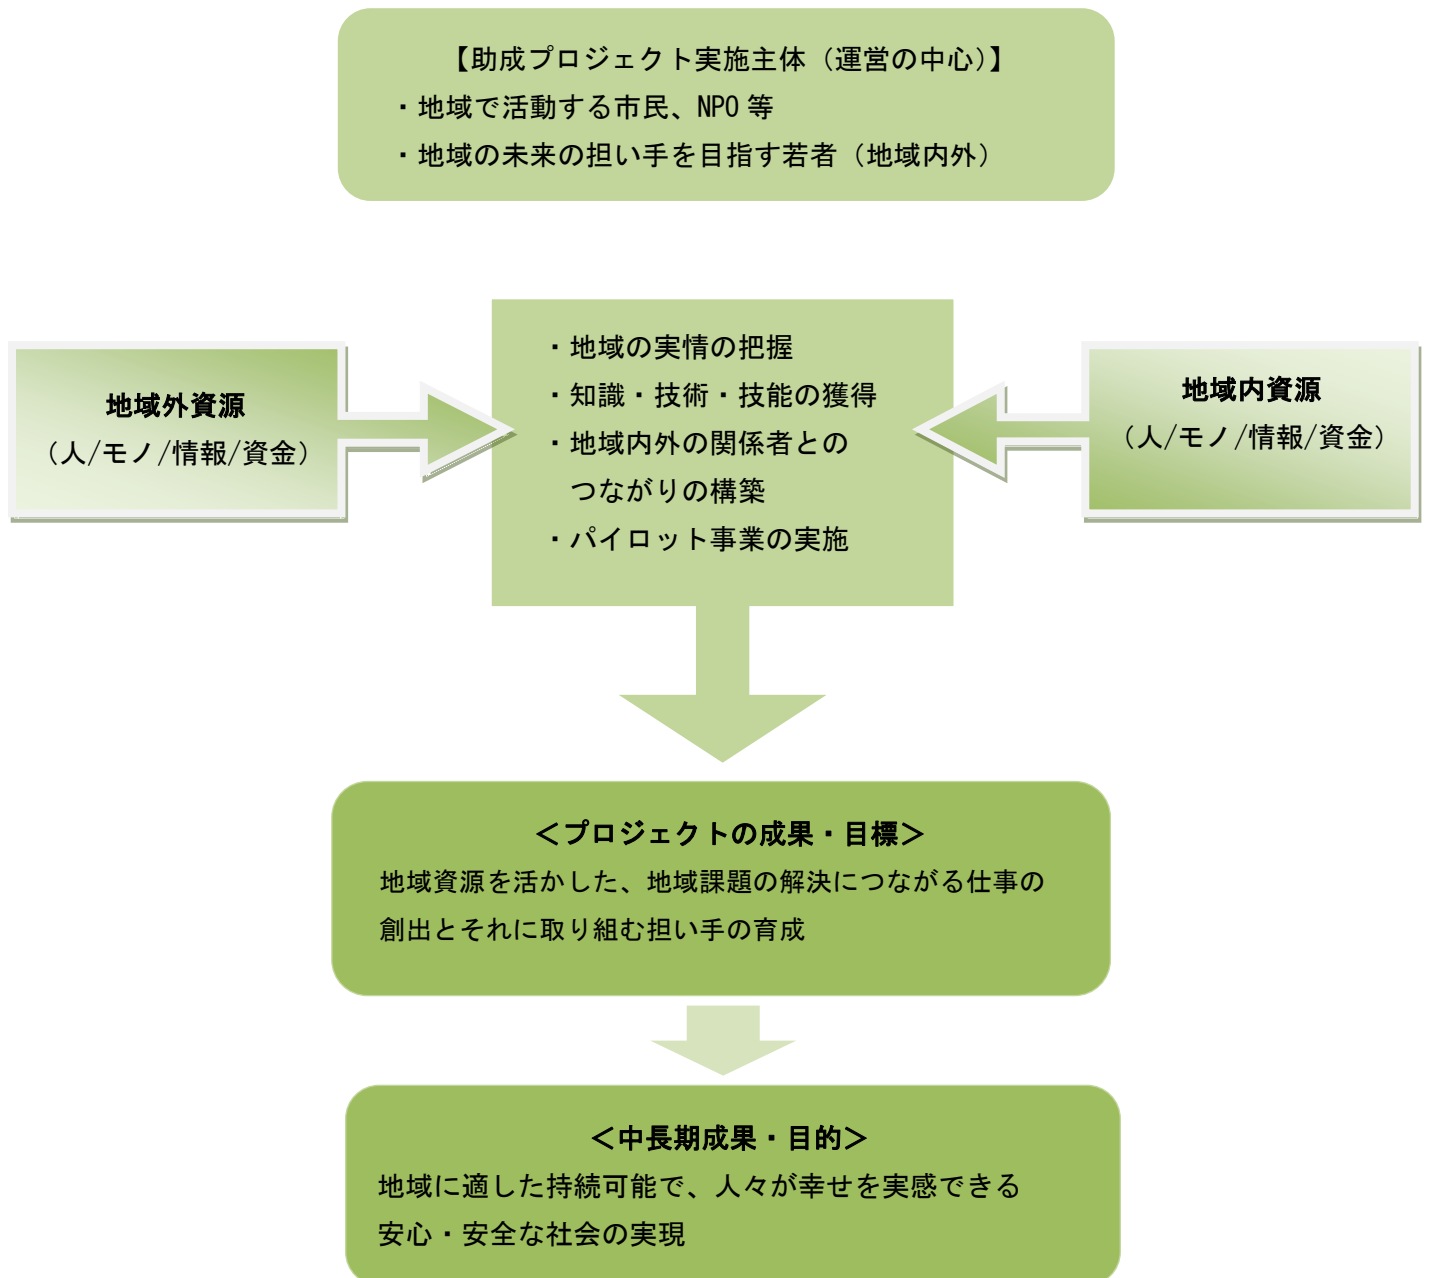 【助成プロジェクト実施主体（運営の中心）】
・地域で活動する市民、NPO 等
・地域の未来の担い手を目指す若者（地域内外）
地域外資源
（人/モノ/情報/資金）
・地域の実情の把握
・知識・技術・技能の獲得
・地域内外の関係者との
つながりの構築
・パイロット事業の実施
地域内資源
（人/モノ/情報/資金）
＜プロジェクトの成果・目標＞
地域資源を活かした、地域課題の解決につながる仕事の
創出とそれに取り組む担い手の育成
＜中長期成果・目的＞
地域に適した持続可能で、人々が幸せを実感できる
安心・安全な社会の実現